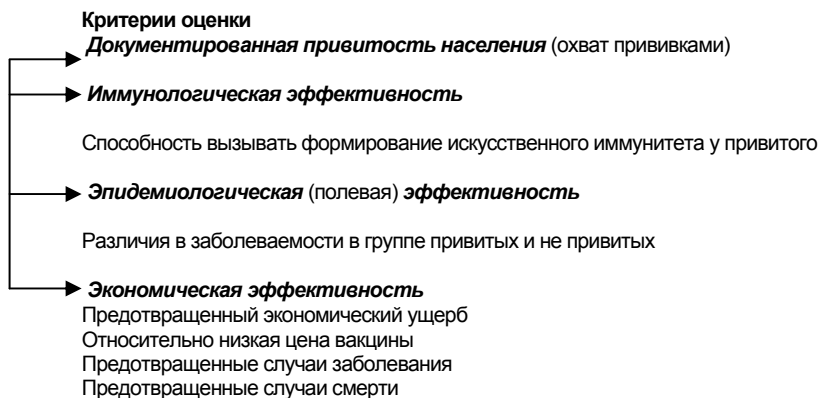 Критерии оценки
Документированная привитость населения (охват прививками)
Иммунологическая эффективность
Способность вызывать формирование искусственного иммунитета у привитого
Эпидемиологическая (полевая) эффективность
Различия в заболеваемости в группе привитых и не привитых
Экономическая эффективность
Предотвращенный экономический ущерб
Относительно низкая цена вакцины
Предотвращенные случаи заболевания
Предотвращенные случаи смерти